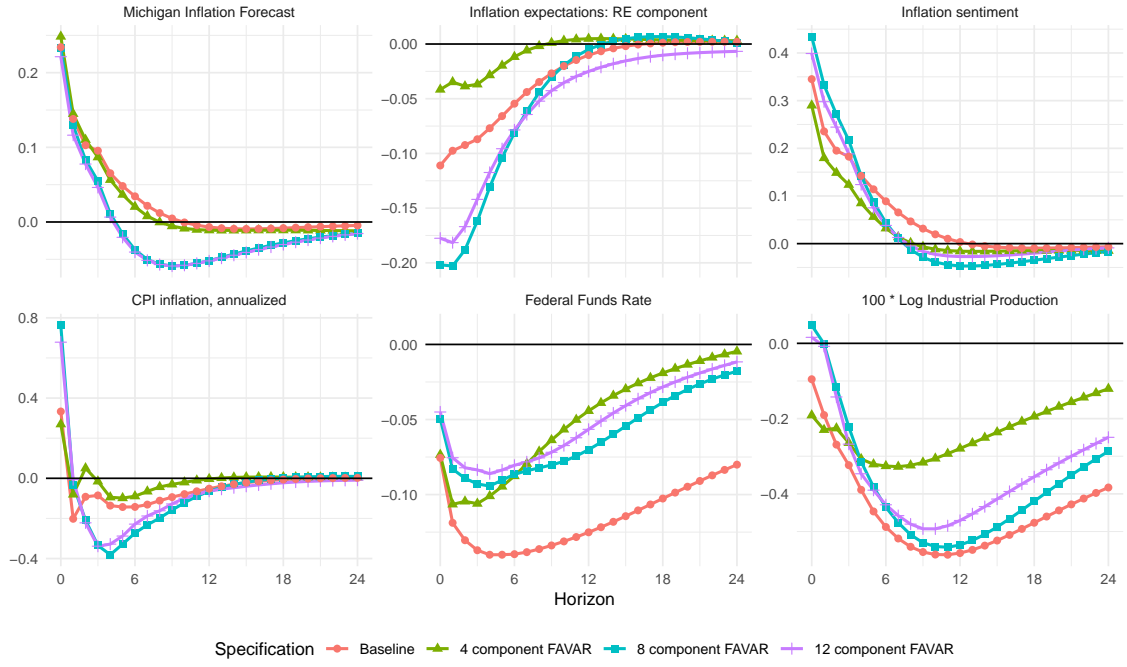 Michigan Inflation Forecast
Inflation expectations: RE component
Inflation sentiment
0.2
0.1
0.0
0.00
−0.05
−0.10
−0.15
−0.20
0.4
0.3
0.2
0.1
0.0
CPI inflation, annualized
Federal Funds Rate
100 * Log Industrial Production
0.8
0.4
0.0
−0.4
0.00
−0.05
−0.10
0.0
−0.2
−0.4
0 6 12 18 24
0 6 12 18 24
0 6 12 18 24
Horizon
Specification Baseline 4 component FAVAR 8 component FAVAR 12 component FAVAR